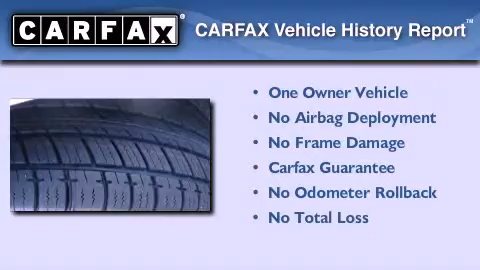 CARFAX® CARFAX Vehicle History Report™
• One Owner Vehicle
• No Airbag Deployment
• No Frame Damage
• Carfax Guarantee
• No Odometer Rollback
• No Total Loss